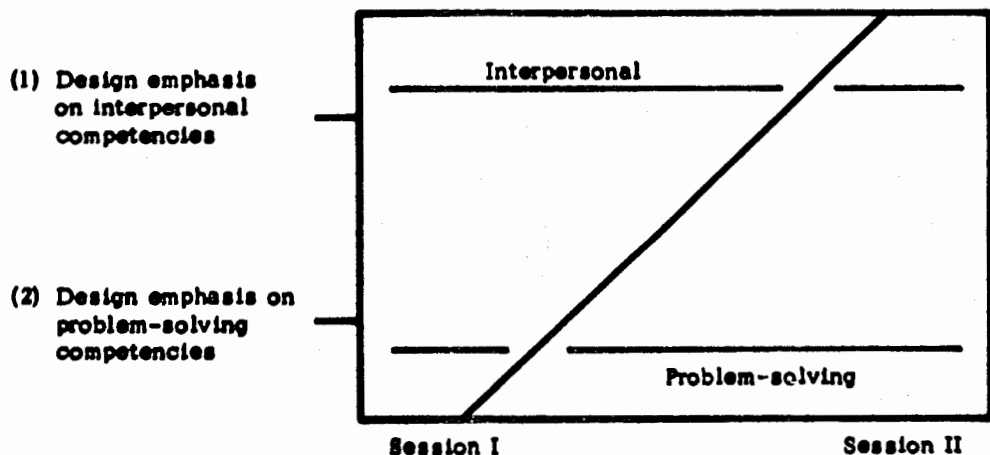 (1) Design emphasis
on interpersonal
competencies
Interpersonal
(2) Design emphasis on
problem-solving
competencies
Problem-solving
Session I
Session II